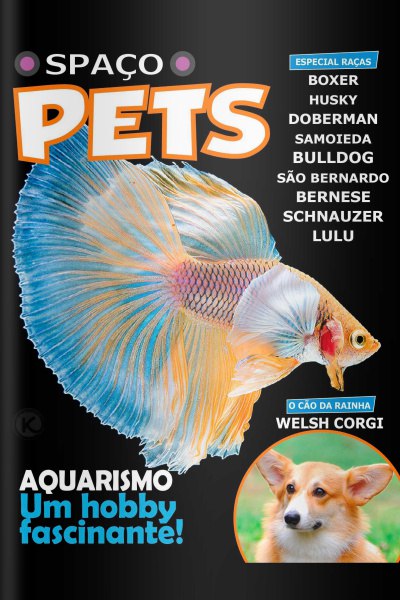 SPAÇO
PETS
ESPECIAL RAÇAS
BOXER
HUSKY
DOBERMAN
SAMOIEDA
BULLDOG
SÃO BERNARDO
BERNESE
SCHNAUZER
LULU
O CÃO DA RAINHA
WELSH CORGI
K
AQUARISMO
Um hobby
fascinante!